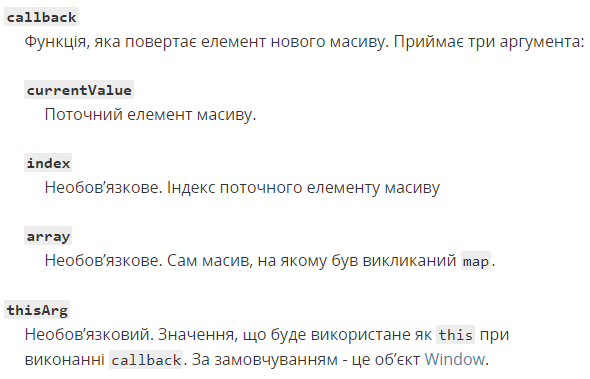 callback
Функція, яка повертає елемент нового масиву. Приймає три аргумента:
currentValue
Поточний елемент масиву.
index
Необов’язкове. Індекс поточного елементу масиву
array
Необов’язкове. Сам масив, на якому був викликаний map.
thisArg
Необов’язковий. Значення, що буде використане як this при
виконанні callback. За замовчуванням - це об’єкт Window.